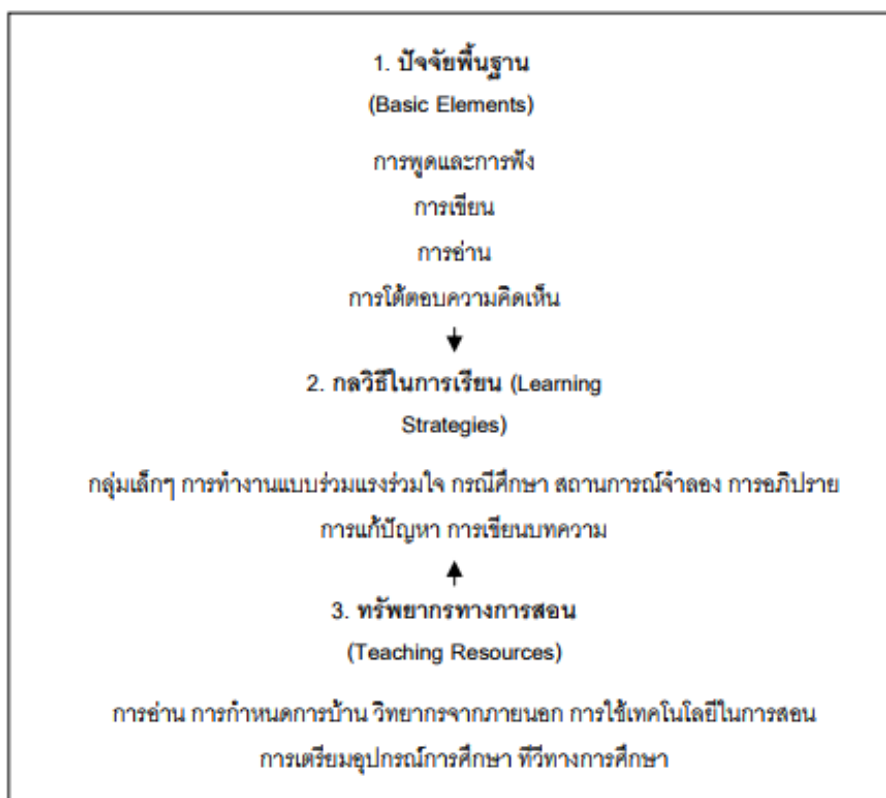 1. ปัจจัยพื้นฐาน
(Basic Elements)
การพูดและการฟัง
การเขียน
การอ่าน
การโต้ตอบความคิดเห็น
2. กลวิธีในการเรียน (Learning
Strategies)
กลุ่มเล็กๆ การทำงานแบบร่วมแรงร่วมใจ กรณีศึกษา สถานการณ์จำลอง การอภิปราย
การแก้ปัญหา การเขียนบทความ
3. ทรัพยากรทางการสอน
(Teaching Resources)
การอ่าน การกำหนดการบ้าน วิทยากรจากภายนอก การใช้เทคโนโลยีในการสอน
การเตรียมอุปกรณ์การศึกษา ทีวีทางการศึกษา